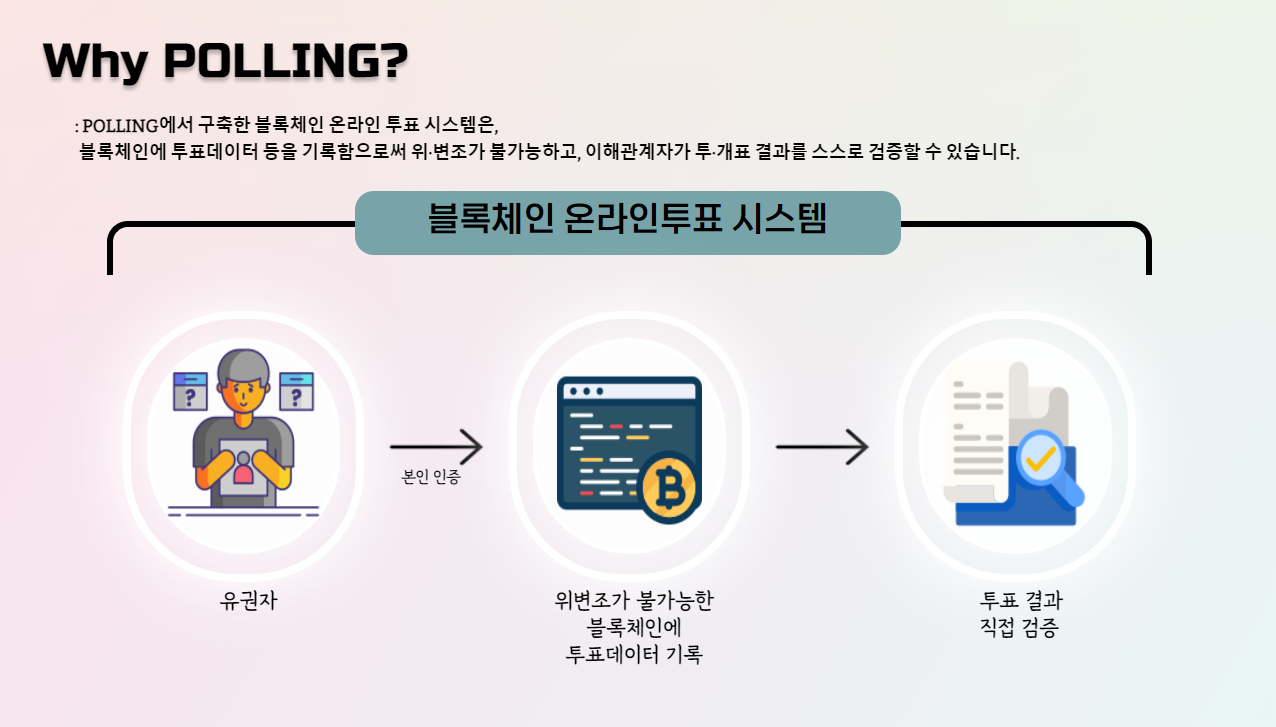 Why POLLING?
: POLLING에서 구축한 블록체인 온라인 투표 시스템은,
블록체인에 투표데이터 등을 기록함으로써 위·변조가 불가능하고, 이해관계자가 투·개표 결과를 스스로 검증할 수 있습니다.
블록체인 온라인투표 시스템
? ?
본인 인증
유권자
위변조가 불가능한
블록체인에
투표데이터 기록
투표 결과
직접 검증